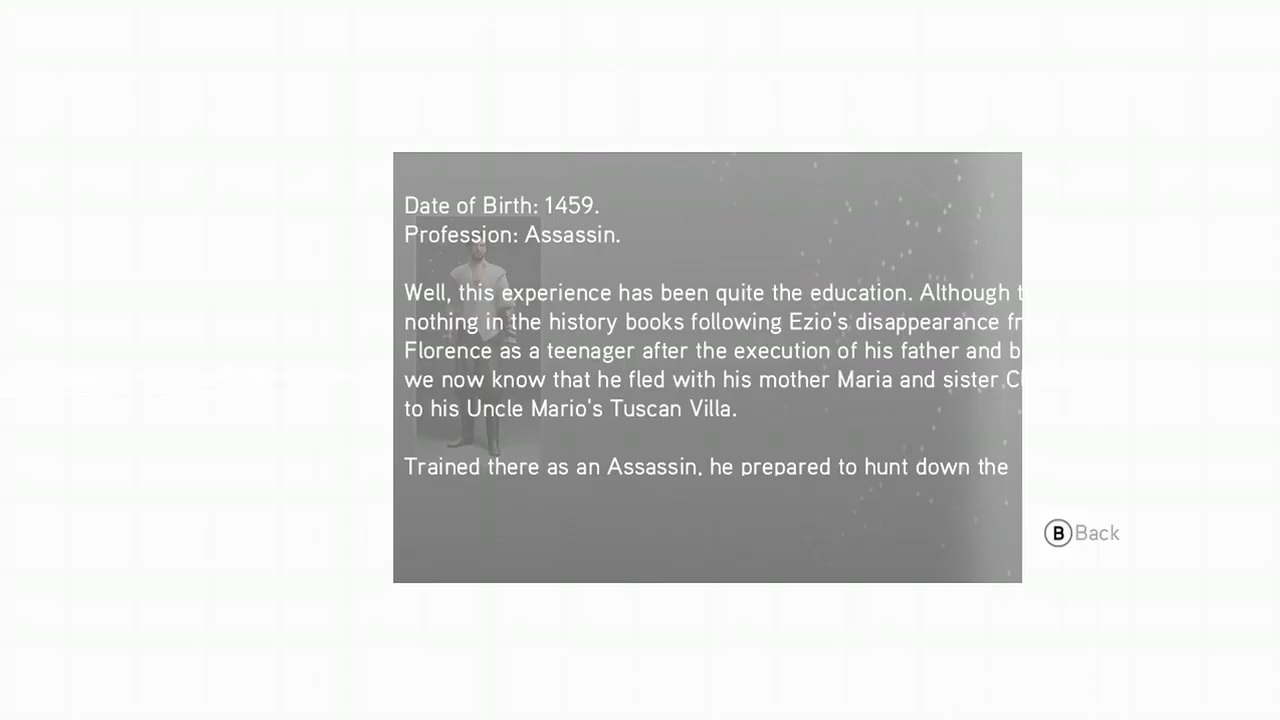 Date of Birth: 1459.
Profession: Assassin.
Well, this experience has been quite the education. Although
nothing in the history books following Ezio's disappearance
Florence as a teenager after the execution of his father and
we now know that he fled with his mother Maria and sister
to his Uncle Mario's Tuscan Villa.
Trained there as an Assassin, he prepared to hunt down the
B Back